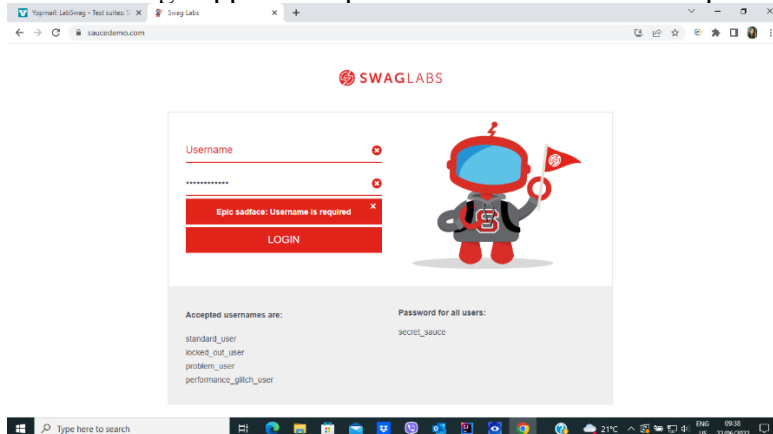 Yopmail: LabSwag - Test suites: S
Swag Labs
saucedemo.com
SWAGLABS
Username
Epic sadface: Username is required
LOGIN
Accepted usernames are:
standard_user
locked_out_user
problem_user
performance_glitch_user
Password for all users:
secret_sauce
Type here to search
21°C
ENG
09:38
US